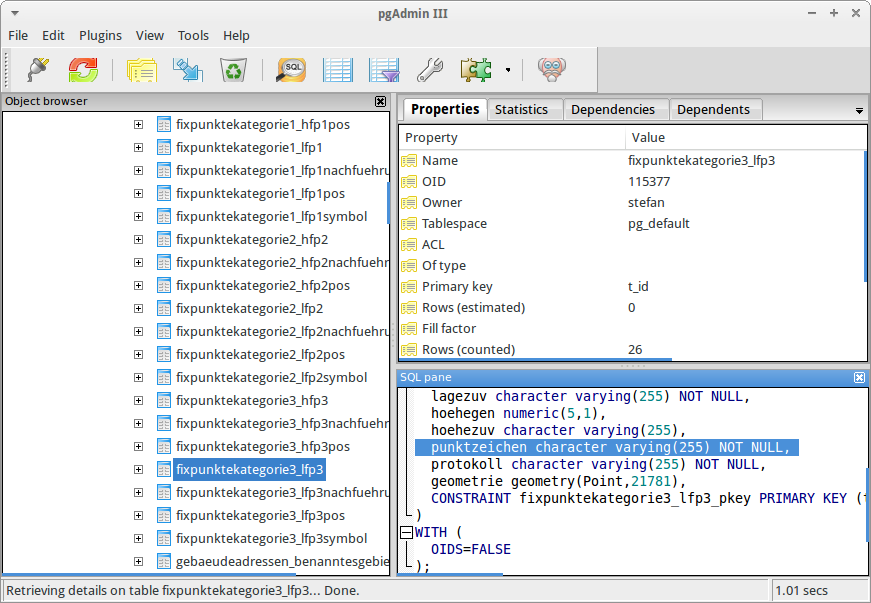 pgAdmin III
File Edit Plugins View Tools Help
SQL
Object browser
fixpunktekategorie1_hfp1pos
fixpunktekategorie1_lfp1
fixpunktekategorie1_lfp1nachfuehru
fixpunktekategorie1_lfp1pos
fixpunktekategorie1_lfp1symbol
fixpunktekategorie2_hfp2
fixpunktekategorie2_hfp2nachfuehr
fixpunktekategorie2_hfp2pos
fixpunktekategorie2_lfp2
fixpunktekategorie2_lfp2nachfuehru
fixpunktekategorie2_lfp2pos
fixpunktekategorie2_lfp2symbol
fixpunktekategorie3_hfp3
fixpunktekategorie3_hfp3nachfuehr
fixpunktekategorie3_hfp3pos
fixpunktekategorie3_lfp3
fixpunktekategorie3_lfp3nachfuehru
fixpunktekategorie3_lfp3pos
fixpunktekategorie3_lfp3symbol
gebaeudeadressen_benanntesgebie
Properties Statistics Dependencies Dependents
Property Value
Name fixpunktekategorie3_lfp3
OID 115377
Owner stefan
Tablespace pg_default
ACL
Of type
Primary key t_id
Rows (estimated) 0
Fill factor
Rows (counted) 26
SQL pane
lagezuv character varying(255) NOT NULL,
hoehegen numeric(5,1),
hoehezuv character varying(255),
punktzeichen character varying(255) NOT NULL,
protokoll character varying(255) NOT NULL,
geometrie geometry(Point,21781),
CONSTRAINT fixpunktekategorie3_lfp3_pkey PRIMARY KEY (
)
WITH (
OIDS=FALSE
);
Retrieving details on table fixpunktekategorie3_lfp3... Done.
1.01 secs